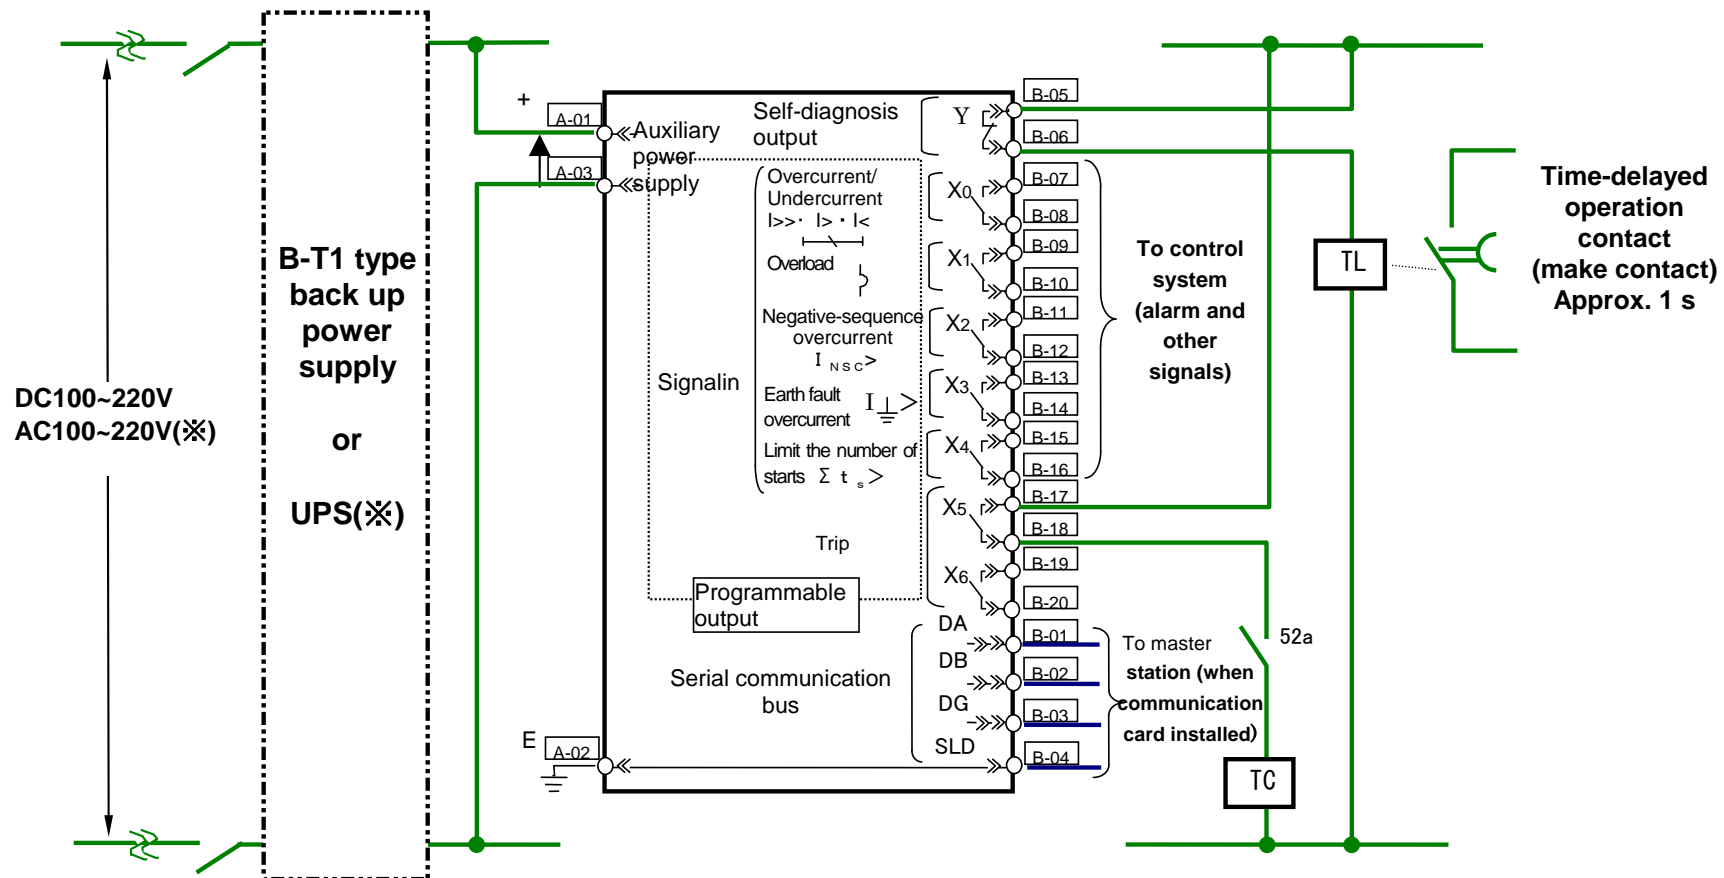 DC100~220V
AC100~220V(※)
B-T1 type
back up
power
supply
or
UPS(※)
+
A-01
A-03
E
A-02
Auxiliary
power
supply
Self-diagnosis
output
Signalin
Overcurrent/
Undercurrent
I>>・ I>・I<
Overload
Negative-sequence
overcurrent
I NSC>
Earth fault
overcurrent
I >
Limit the number of
starts Σ t s >
Trip
Programmable
output
Serial communication
bus
Y
X0
X1
X2
X3
X4
X5
X6
DA
DB
DG
SLD
B-05
B-06
B-07
B-08
B-09
B-10
B-11
B-12
B-13
B-14
B-15
B-16
B-17
B-18
B-19
B-20
B-01
B-02
B-03
B-04
To control
system
(alarm and
other
signals)
To master
station (when
communication
card installed)
TL
52a
TC
Time-delayed
operation
contact
(make contact)
Approx. 1 s